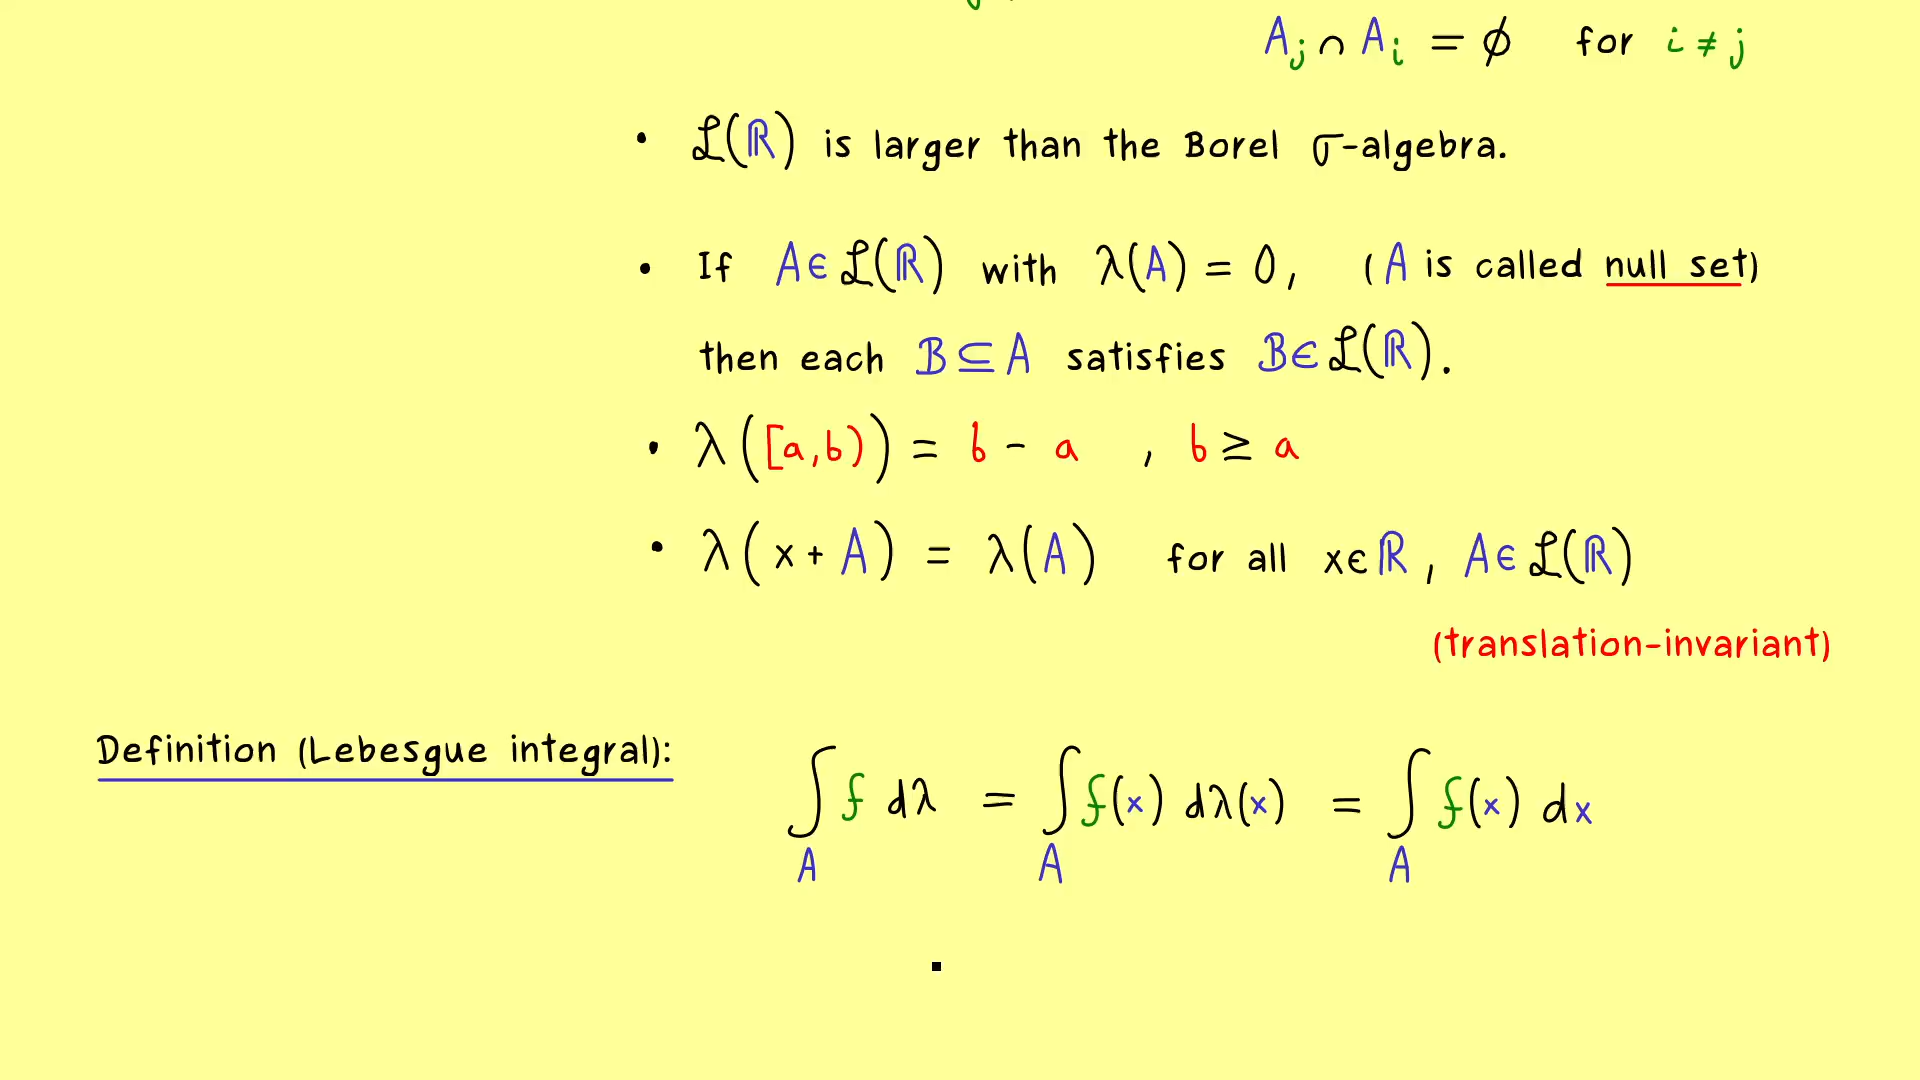 A_j ∩ A_i = ∅ for i ≠ j
• ℒ(ℝ) is larger than the Borel σ-algebra.
• If A ∈ ℒ(ℝ) with λ(A) = 0, (A is called null set)
then each B ⊆ A satisfies B ∈ ℒ(ℝ).
• λ([a,b)) = b - a , b ≥ a
• λ(x + A) = λ(A) for all x ∈ ℝ, A ∈ ℒ(ℝ)
(translation-invariant)
Definition (Lebesgue integral): ∫_A f dλ = ∫_A f(x) dλ(x) = ∫_A f(x) dx